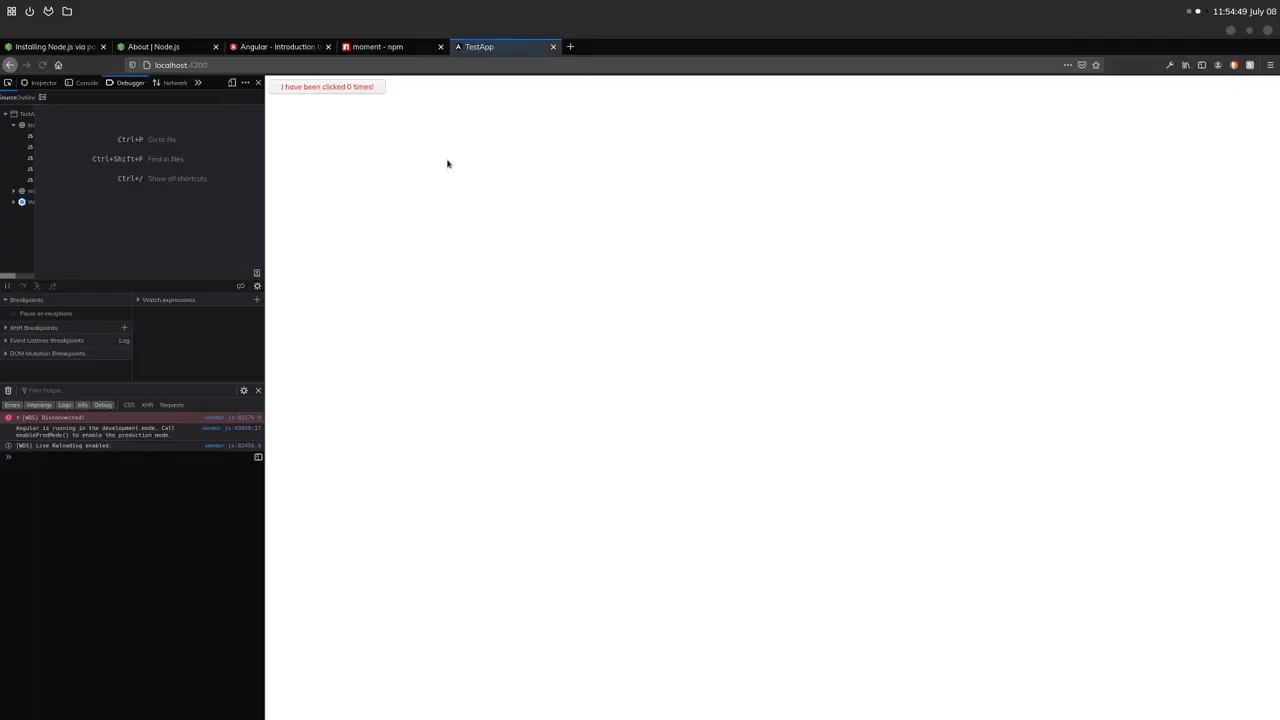 11:54:49 July 08
Installing Node.js via pa
About | Node.js
Angular - Introduction t
moment - npm
TestApp
localhost:4200
Inspector
Console
Debugger
Network
Outline
I have been clicked 0 times!
TestA
Ctrl+P Go to file
Ctrl+Shift+F Find in files
Ctrl+/ Show all shortcuts
Breakpoints
Watch expressions
Pause on exceptions
XHR Breakpoints
Event Listener Breakpoints
Log
DOM Mutation Breakpoints
Filter Output
Errors
Warnings
Logs
Info
Debug
CSS
XHR
Requests
[WDS] Disconnected!
Angular is running in the development mode. Call
enableProdMode() to enable the production mode.
[WDS] Live Reloading enabled.